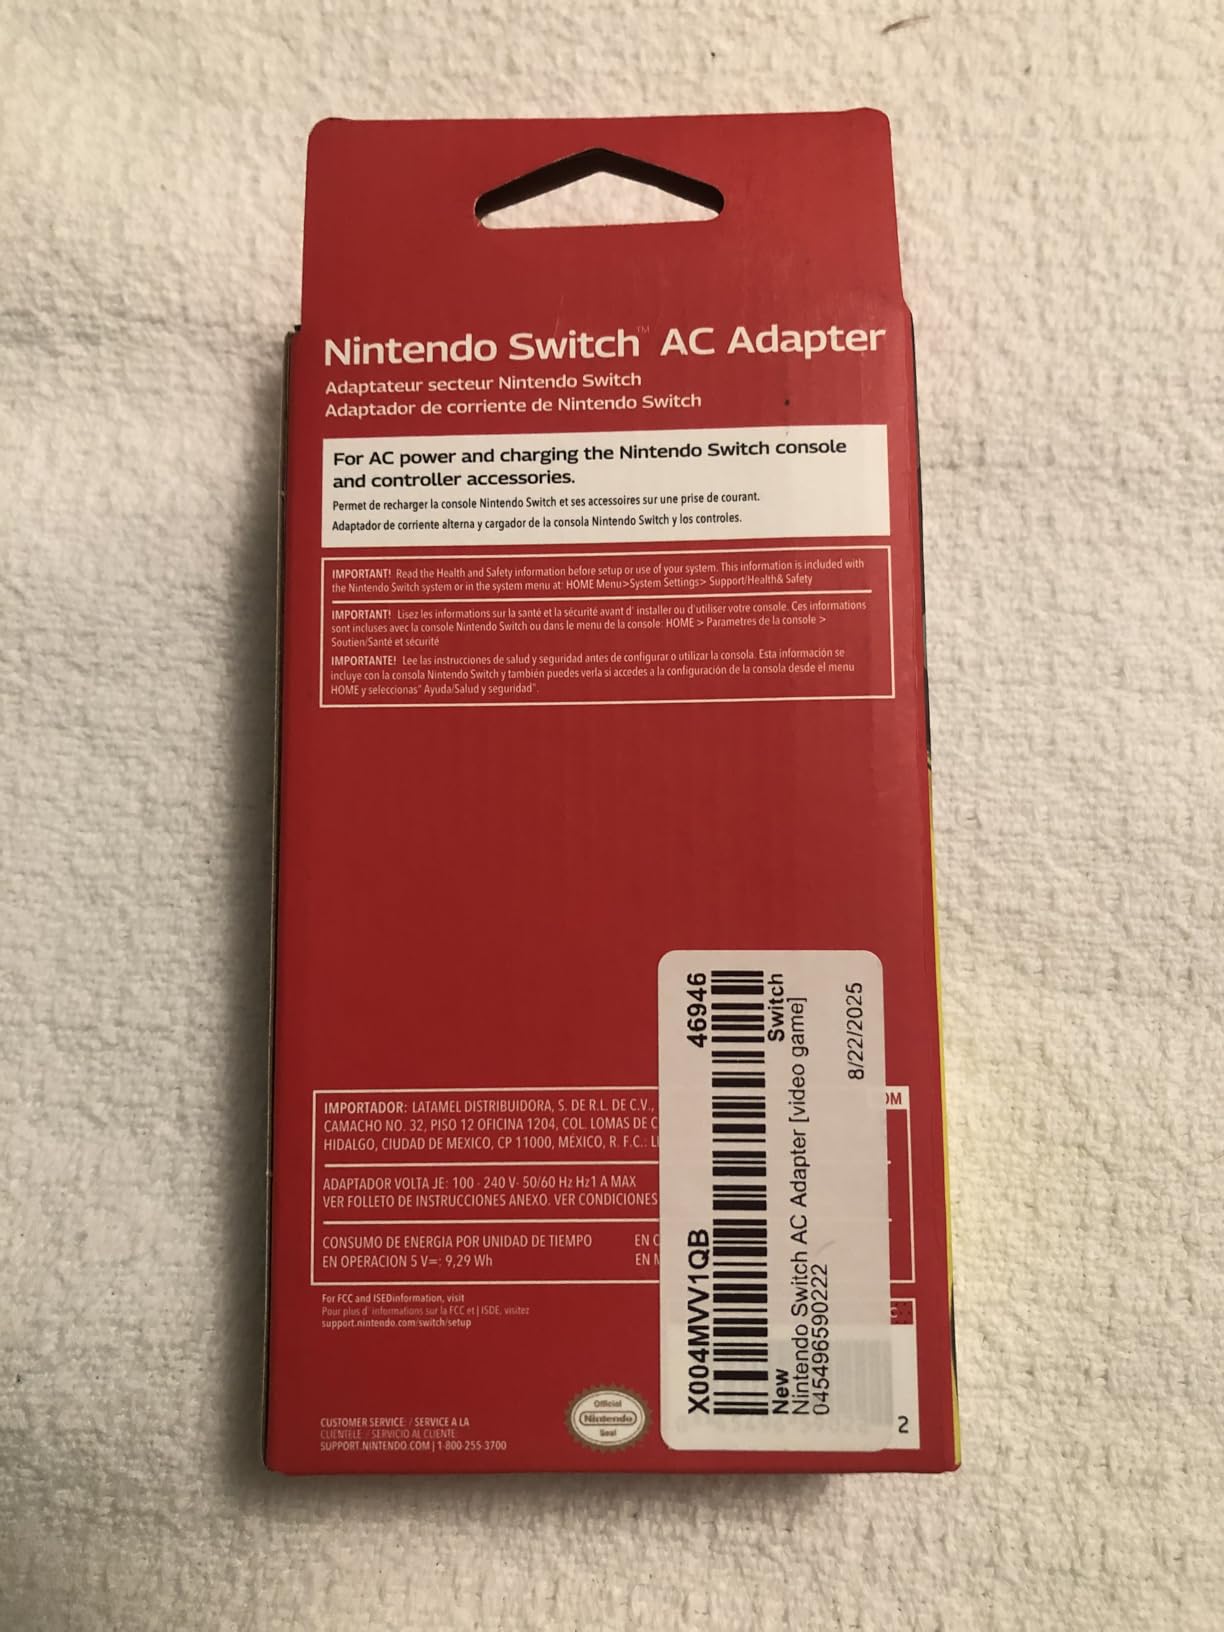 Nintendo Switch™ AC Adapter
Adaptateur secteur Nintendo Switch
Adaptador de corriente de Nintendo Switch
For AC power and charging the Nintendo Switch console
and controller accessories.
Permet de recharger la console Nintendo Switch et ses accessoires sur une prise de courant.
Adaptador de corriente alterna y cargador de la consola Nintendo Switch y los controles.
IMPORTANT! Read the Health and Safety information before setup or use of your system. This information is included with
the Nintendo Switch system or in the system menu at: HOME Menu>System Settings> Support/Health& Safety
IMPORTANT! Lisez les informations sur la santé et la sécurité avant d' installer ou d'utiliser votre console. Ces informations
sont incluses avec la console Nintendo Switch ou dans le menu de la console: HOME > Parametres de la console >
Soutien/Santé et sécurité
IMPORTANTE! Lee las instrucciones de salud y seguridad antes de configurar o utilizar la consola. Esta información se
incluye con la consola Nintendo Switch y también puedes verla si accedes a la configuración de la consola desde el menu
HOME y seleccionas" Ayuda/Salud y seguridad".
IMPORTADOR: LATAMEL DISTRIBUIDORA, S. DE R.L. DE C.V.,
CAMACHO NO. 32, PISO 12 OFICINA 1204, COL. LOMAS DE C
HIDALGO, CIUDAD DE MEXICO, CP 11000, MÉXICO, R. F.C.: L
OM
ADAPTADOR VOLTA JE: 100 - 240 V- 50/60 Hz Hz1 A MAX
VER FOLLETO DE INSTRUCCIONES ANEXO. VER CONDICIONES
CONSUMO DE ENERGIA POR UNIDAD DE TIEMPO EN C
EN OPERACION 5 V=: 9,29 Wh EN
For FCC and ISEDinformation, visit
Pour plus d' informations sur la FCC et | ISDE, visitez
support.nintendo.com/switch/setup
CUSTOMER SERVICE: / SERVICE A LA
CLIENTELE / SERVICIO AL CLIENTE:
SUPPORT.NINTENDO.COM | 1-800-255-3700
Official
Nintendo
Seal
X004MVV1QB 46946
New Switch
Nintendo Switch AC Adapter [video game]
045496590222
8/22/2025
2